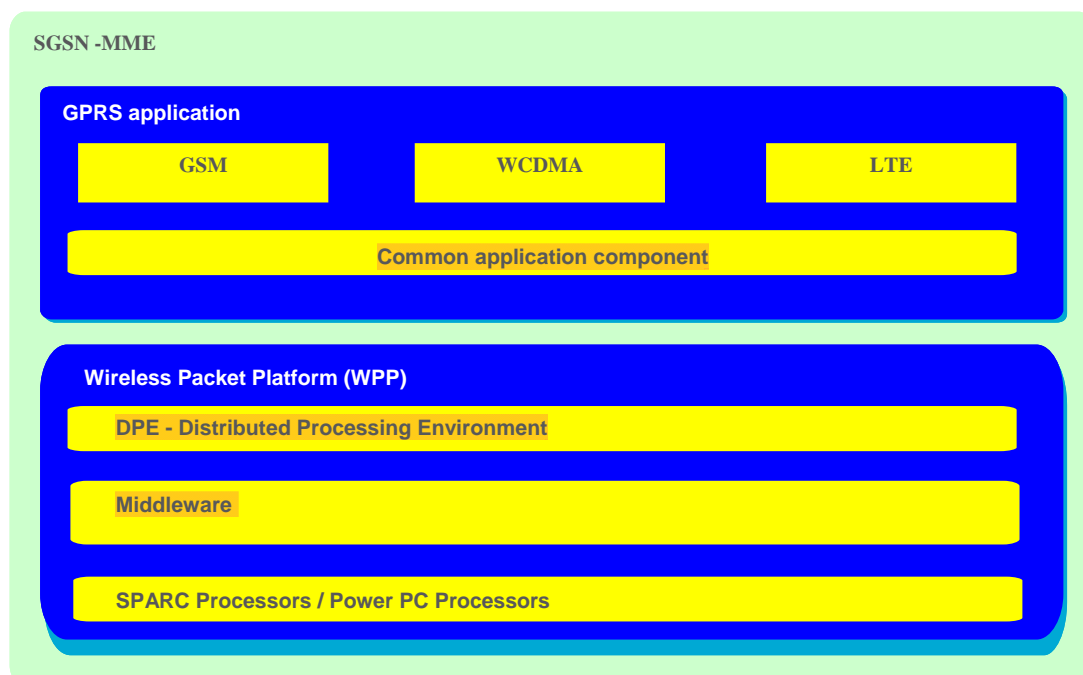 SGSN -MME
GPRS application
GSM WCDMA LTE
Common application component
Wireless Packet Platform (WPP)
DPE - Distributed Processing Environment
Middleware
SPARC Processors / Power PC Processors